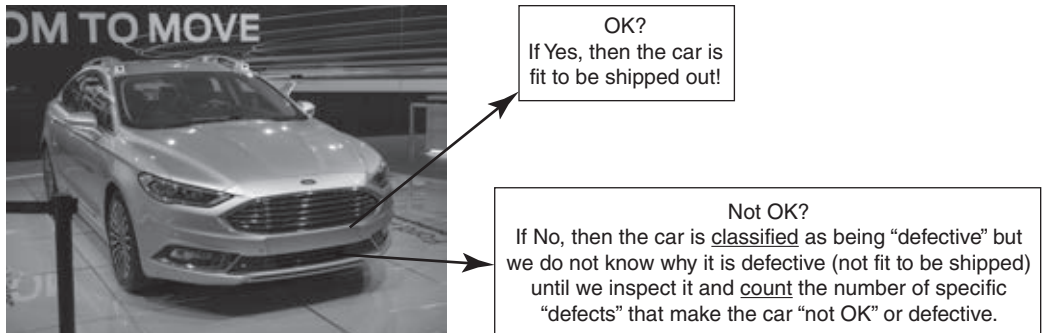 OM TO MOVE
OK?
If Yes, then the car is
fit to be shipped out!
Not OK?
If No, then the car is classified as being “defective” but
we do not know why it is defective (not fit to be shipped)
until we inspect it and count the number of specific
“defects” that make the car “not OK” or defective.